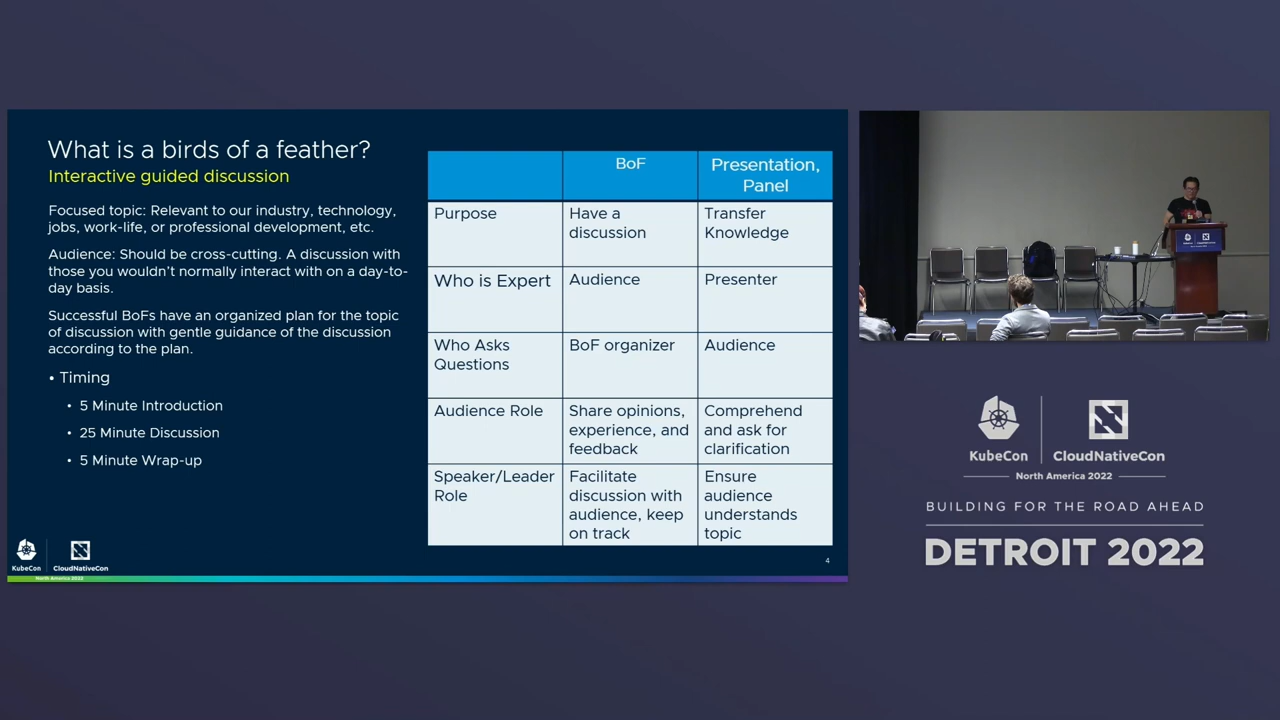 What is a birds of a feather?
Interactive guided discussion
Focused topic: Relevant to our industry, technology,
jobs, work-life, or professional development, etc.
Audience: Should be cross-cutting. A discussion with
those you wouldn't normally interact with on a day-to-
day basis.
Successful BoFs have an organized plan for the topic
of discussion with gentle guidance of the discussion
according to the plan.
• Timing
• 5 Minute Introduction
• 25 Minute Discussion
• 5 Minute Wrap-up
BoF
Presentation,
Panel
Purpose
Have a
discussion
Transfer
Knowledge
Who is Expert
Audience
Presenter
Who Asks
Questions
BoF organizer
Audience
Audience Role
Share opinions,
experience, and
feedback
Comprehend
and ask for
clarification
Speaker/Leader
Role
Facilitate
discussion with
audience, keep
on track
Ensure
audience
understands
topic
KubeCon
CloudNativeCon
North America 2022
4
KubeCon
CloudNativeCon
North America 2022
BUILDING FOR THE ROAD AHEAD
DETROIT 2022